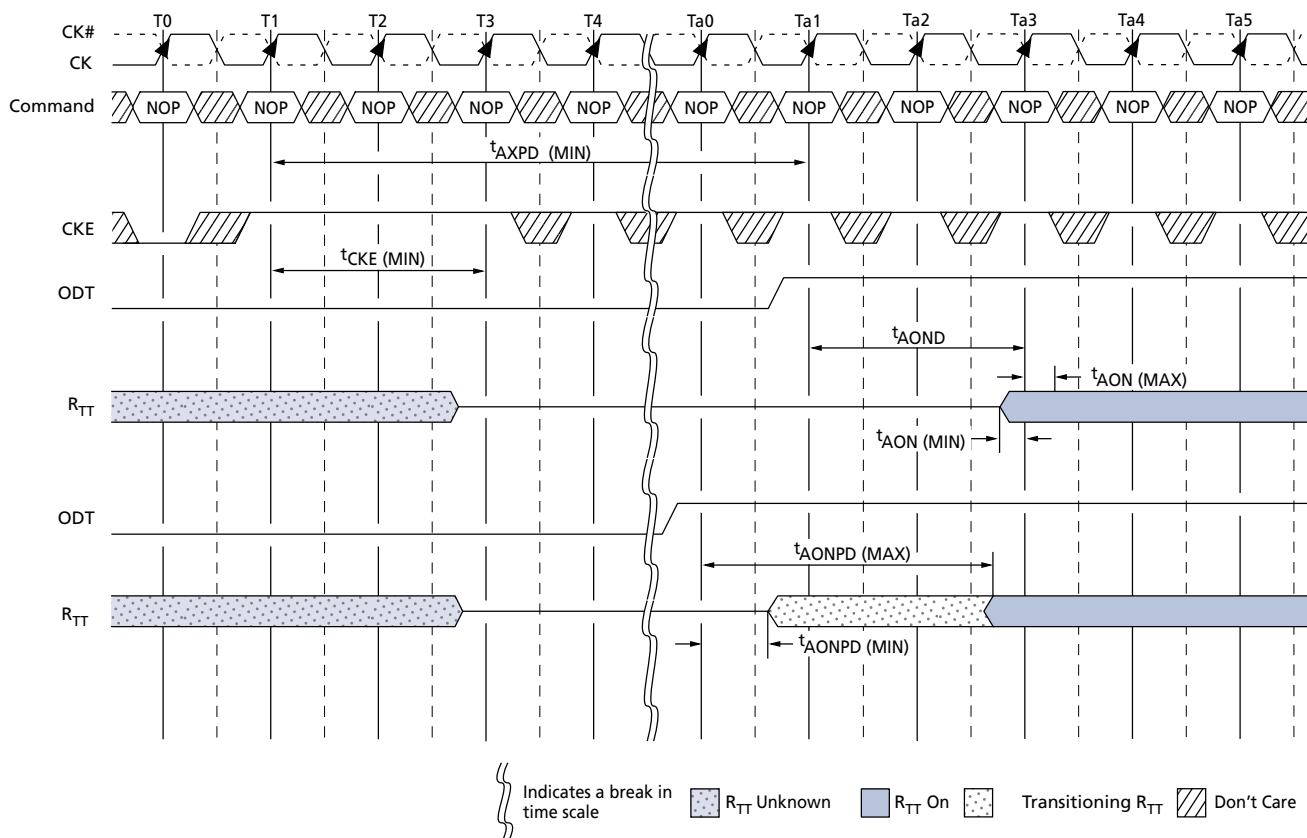 T0 T1 T2 T3 T4 Ta0 Ta1 Ta2 Ta3 Ta4 Ta5
CK#
CK
Command NOP NOP NOP NOP NOP NOP NOP NOP NOP NOP NOP
tAXPD (MIN)
CKE
tCKE (MIN)
ODT
tAOND
tAON (MAX)
RTT
tAON (MIN)
ODT
tAONPD (MAX)
RTT
tAONPD (MIN)
Indicates a break in
time scale
RTT Unknown
RTT On
Transitioning RTT
Don't Care